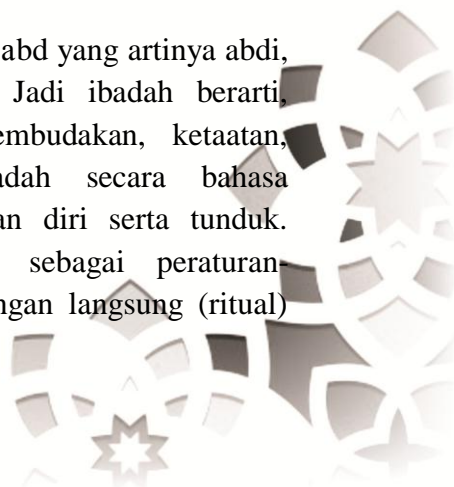 abd yang artinya abdi,
Jadi ibadah berarti,
embudakan, ketaatan,
adah secara bahasa
an diri serta tunduk.
sebagai peraturan-
ngan langsung (ritual)